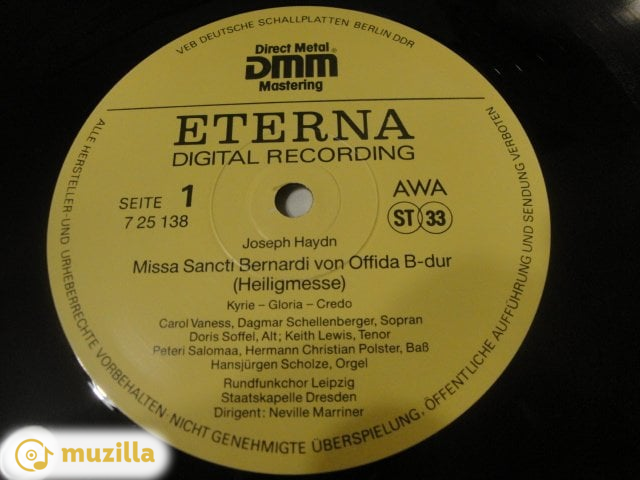 VEB DEUTSCHE SCHALLPLATTEN BERLIN DDR
Direct Metal®
DMM
Mastering
ETERNA
DIGITAL RECORDING
SEITE 1
7 25 138
AWA
ST 33
Joseph Haydn
Missa Sancti Bernardi von Offida B-dur
(Heiligmesse)
Kyrie – Gloria – Credo
Carol Vaness, Dagmar Schellenberger, Sopran
Doris Soffel, Alt; Keith Lewis, Tenor
Peteri Salomaa, Hermann Christian Polster, Baß
Hansjürgen Scholze, Orgel
Rundfunkchor Leipzig
Staatskapelle Dresden
Dirigent: Neville Marriner
ALLE HERSTELLER- UND URHEBERRECHTE VORBEHALTEN · NICHT GENEHMIGTE ÜBERSPIELUNG, ÖFFENTLICHE AUFFÜHRUNG UND SENDUNG VERBOTEN
muzilla